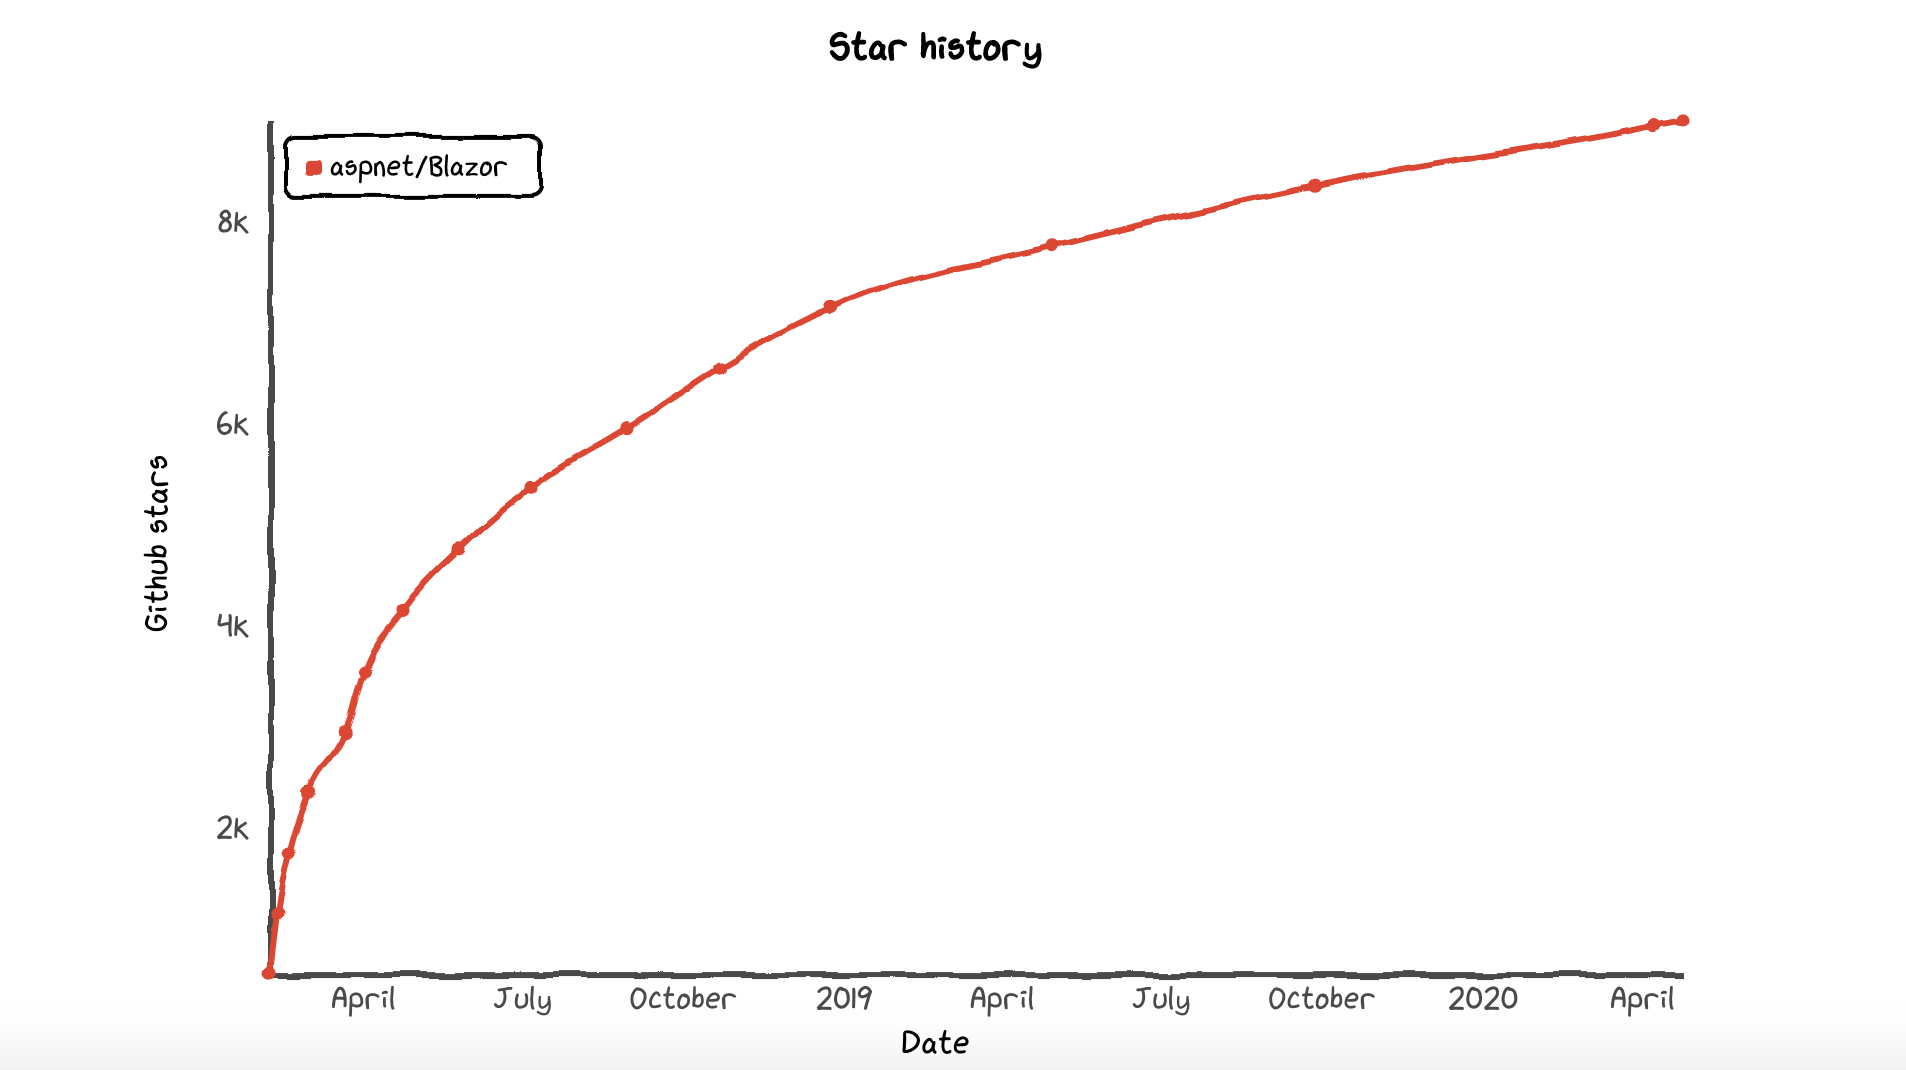 Star history
aspnet/Blazor
8K
6K
4K
2K
Github stars
April July October 2019 April July October 2020 April
Date